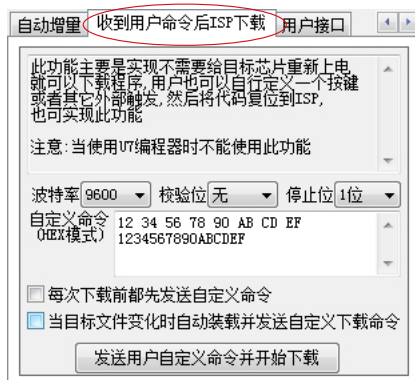 自动增量 收到用户命令后ISP下载 用户接口
此功能主要是实现不需要给目标芯片重新上电
就可以下载程序,用户也可以自行定义一个按键
或者其它外部触发,然后将代码复位到ISP,
也可实现此功能
注意:当使用U7编程器时不能使用此功能
波特率 9600 校验位 无 停止位 1位
自定义命令 12 34 56 78 90 AB CD EF
(HEX模式) 1234567890ABCDEF
每次下载前都先发送自定义命令
当目标文件变化时自动装载并发送自定义下载命令
发送用户自定义命令并开始下载